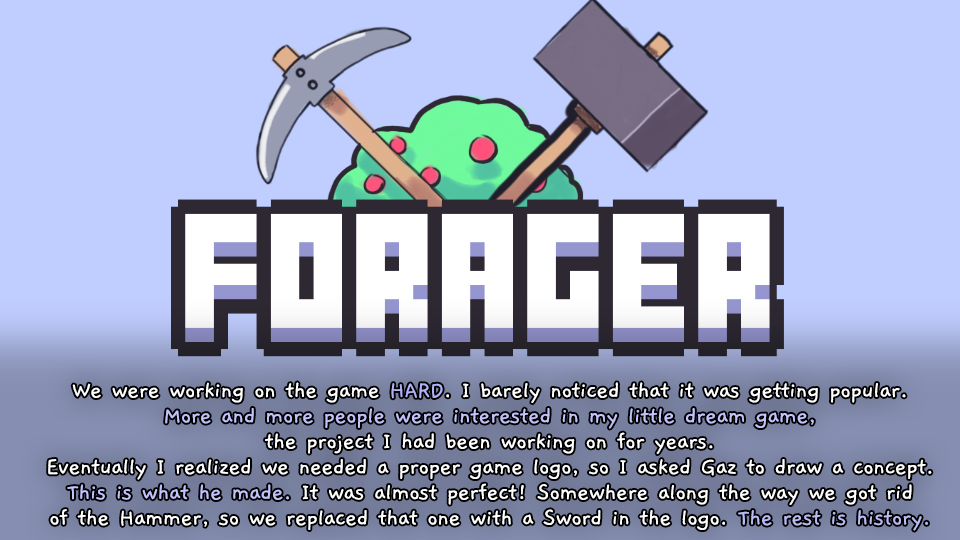 FORAGER
We were working on the game HARD. I barely noticed that it was getting popular.
More and more people were interested in my little dream game,
the project I had been working on for years.
Eventually I realized we needed a proper game logo, so I asked Gaz to draw a concept.
This is what he made. It was almost perfect! Somewhere along the way we got rid
of the Hammer, so we replaced that one with a Sword in the logo. The rest is history.